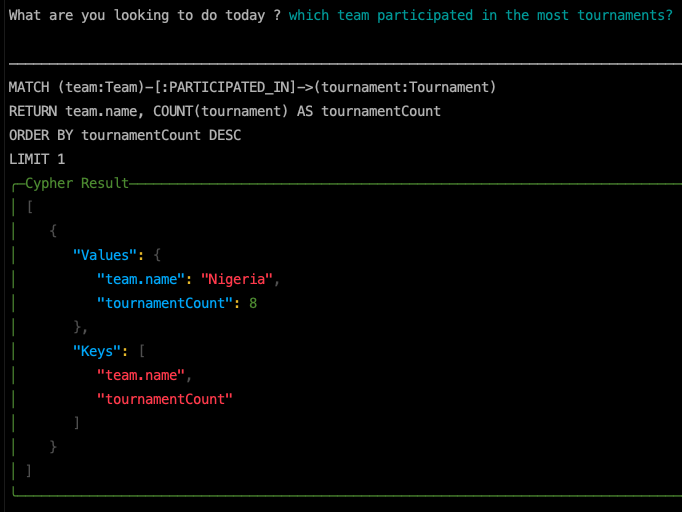 What are you looking to do today ? which team participated in the most tournaments?
MATCH (team:Team)-[:PARTICIPATED_IN]->(tournament:Tournament)
RETURN team.name, COUNT(tournament) AS tournamentCount
ORDER BY tournamentCount DESC
LIMIT 1
Cypher Result
[
{
"Values": {
"team.name": "Nigeria",
"tournamentCount": 8
},
"Keys": [
"team.name",
"tournamentCount"
]
}
]